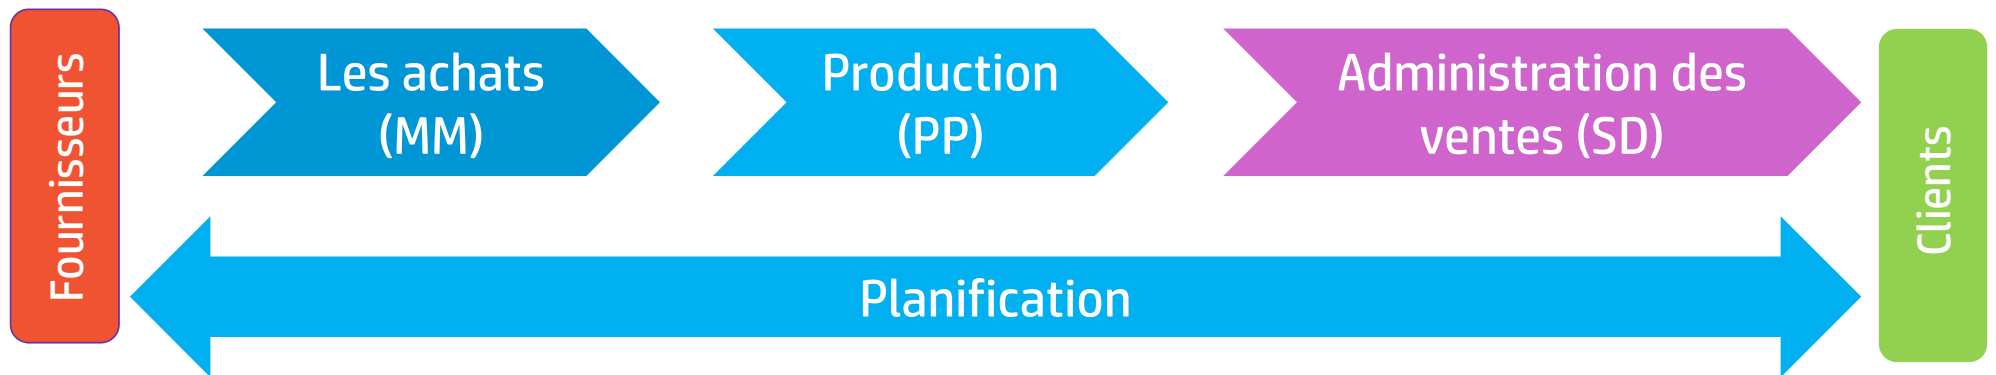 Fournisseurs
Les achats
(MM)
Production
(PP)
Administration des
ventes (SD)
Clients
Planification